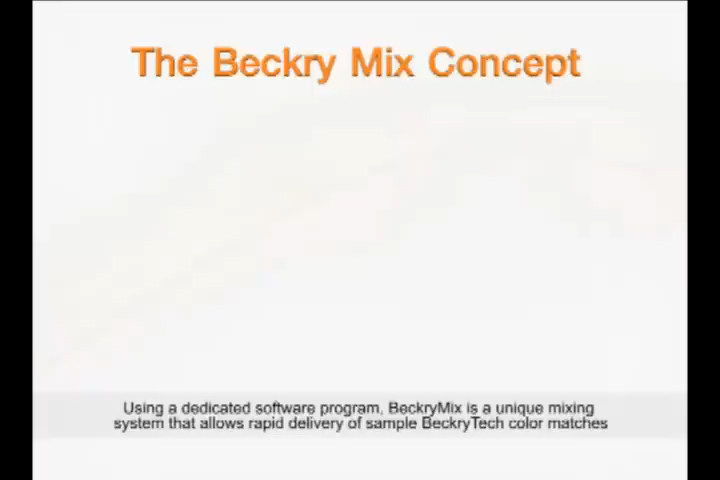 The Beckry Mix Concept
Using a dedicated software program, BeckryMix is a unique mixing
system that allows rapid delivery of sample BeckryTech color matches